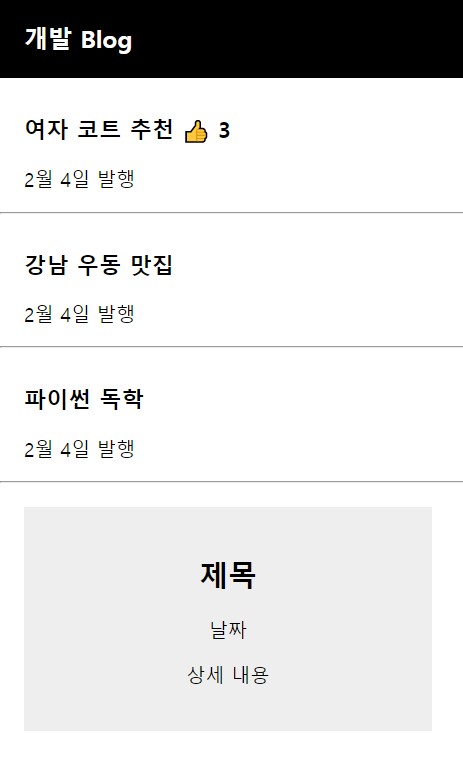 개발 Blog
여자 코트 추천 👍 3
2월 4일 발행
강남 우동 맛집
2월 4일 발행
파이썬 독학
2월 4일 발행
제목
날짜
상세 내용